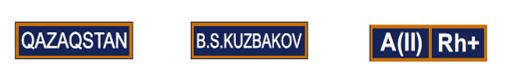 QAZAQSTAN
B.S.KUZBAKOV
A(II) Rh+